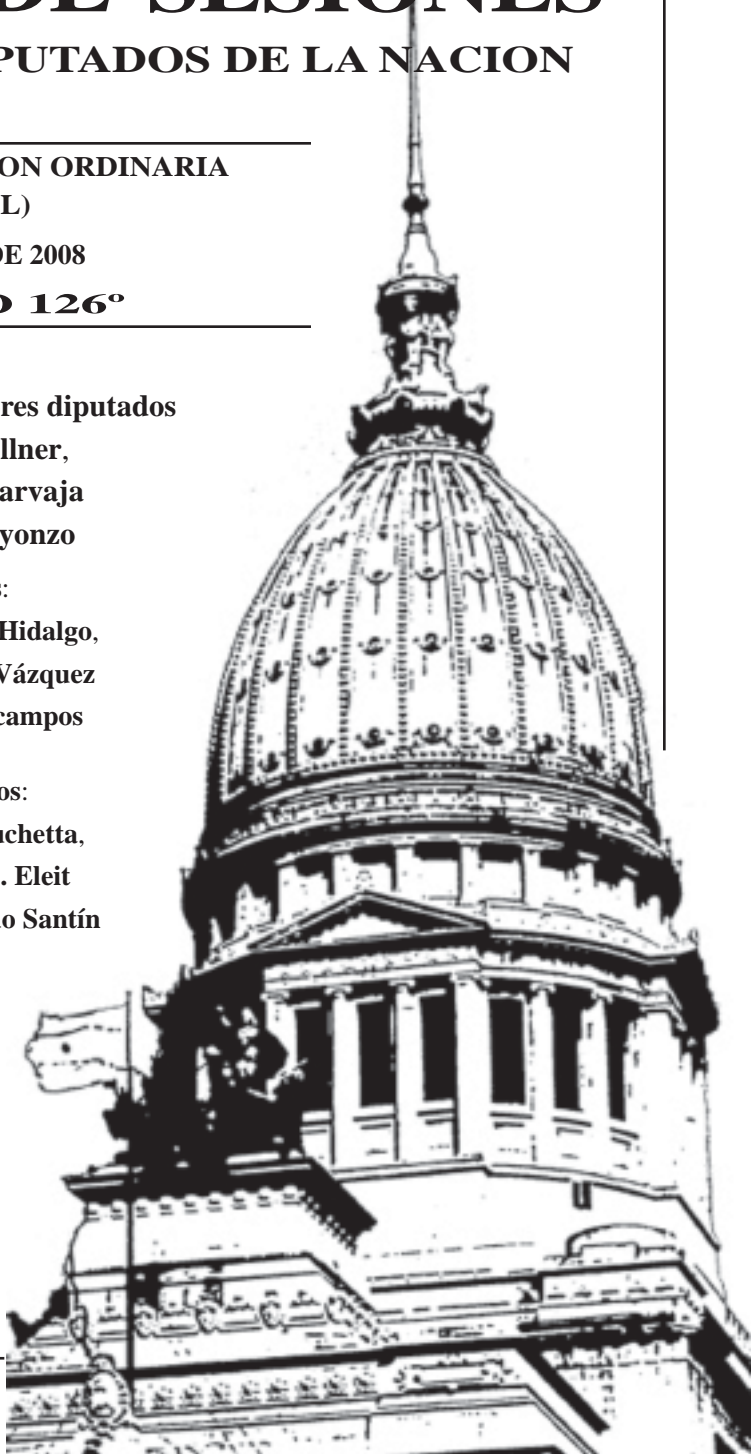 DE SESIONES
PUTADOS DE LA NACION
ON ORDINARIA
L)
DE 2008
O 126º
res diputados
llner,
arvaja
yonzo
s:
Hidalgo,
Vázquez
campos
os:
uchetta,
. Eleit
o Santín